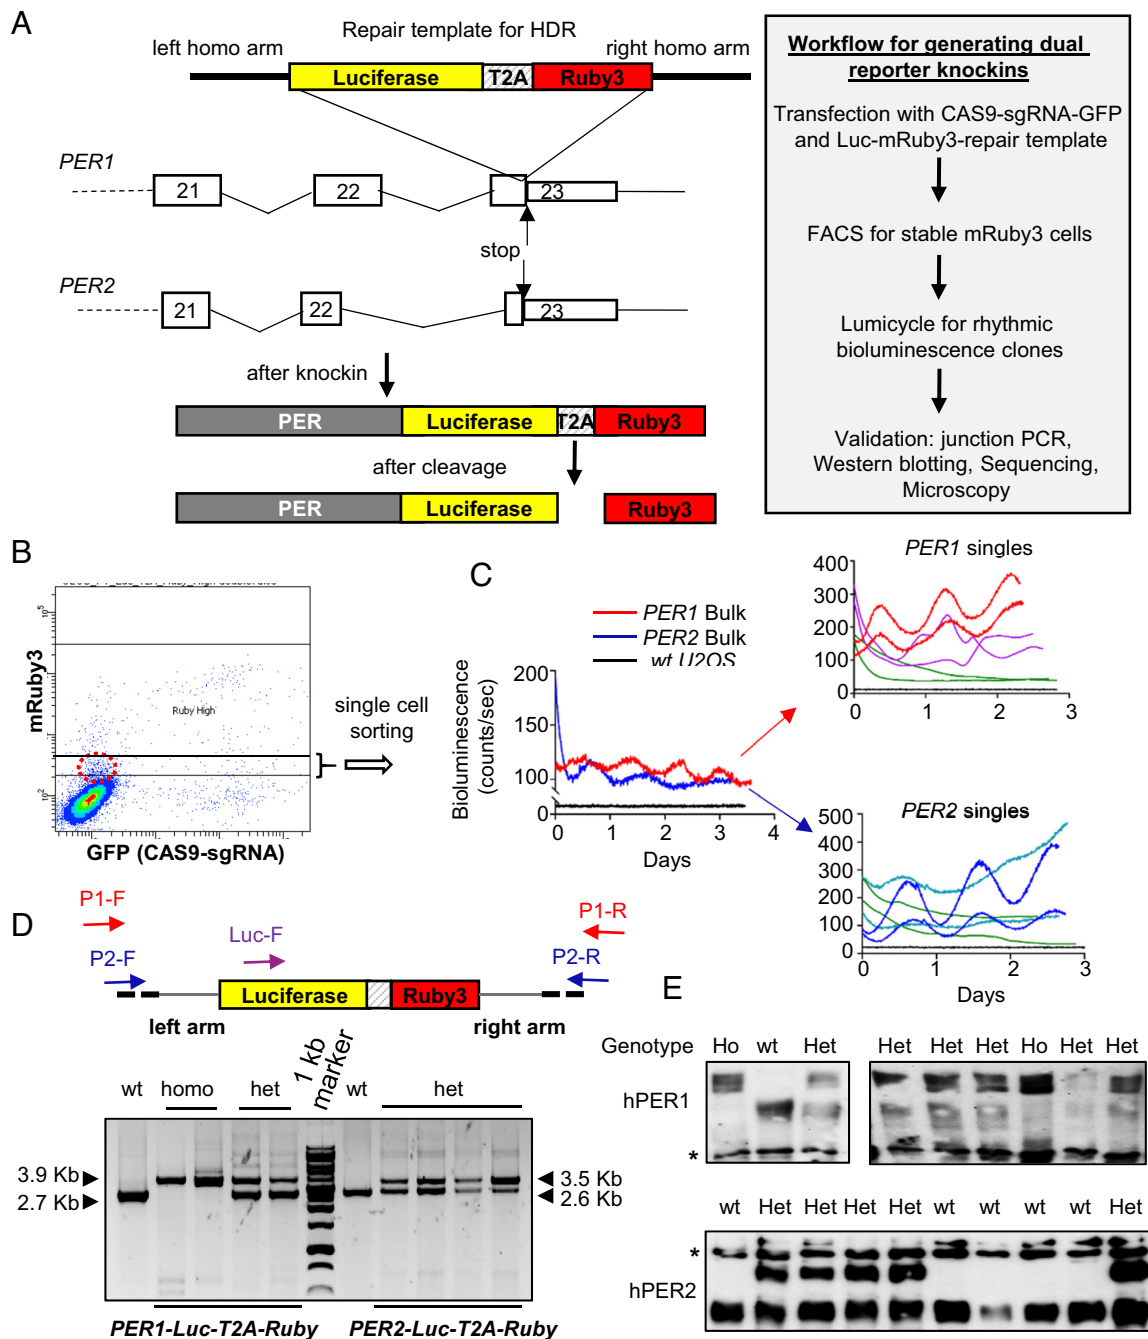 A
Repair template for HDR
left homo arm
right homo arm
Luciferase
T2A
Ruby3
PER1
21
22
23
stop
PER2
21
22
23
after knockin
PER
Luciferase
T2A
Ruby3
after cleavage
PER
Luciferase
Ruby3
Workflow for generating dual
reporter knockins
Transfection with CAS9-sgRNA-GFP
and Luc-mRuby3-repair template
FACS for stable mRuby3 cells
Lumicycle for rhythmic
bioluminescence clones
Validation: junction PCR,
Western blotting, Sequencing,
Microscopy
B
mRuby3
10^5
10^2
Ruby High
GFP (CAS9-sgRNA)
single cell
sorting
C
PER1 Bulk
PER2 Bulk
wt U2OS
Bioluminescence
(counts/sec)
200
150
100
0
0 1 2 3 4
Days
PER1 singles
400
300
200
100
0
0 1 2 3
PER2 singles
500
400
300
200
100
0
0 1 2 3
Days
D
P1-F
P1-R
Luc-F
P2-F
P2-R
Luciferase
Ruby3
left arm
right arm
wt homo het 1 kb marker wt het
3.9 Kb
2.7 Kb
3.5 Kb
2.6 Kb
PER1-Luc-T2A-Ruby
PER2-Luc-T2A-Ruby
E
Genotype Ho wt Het Het Het Het Ho Het Het
hPER1
*
wt Het Het Het Het wt wt wt wt Het
*
hPER2